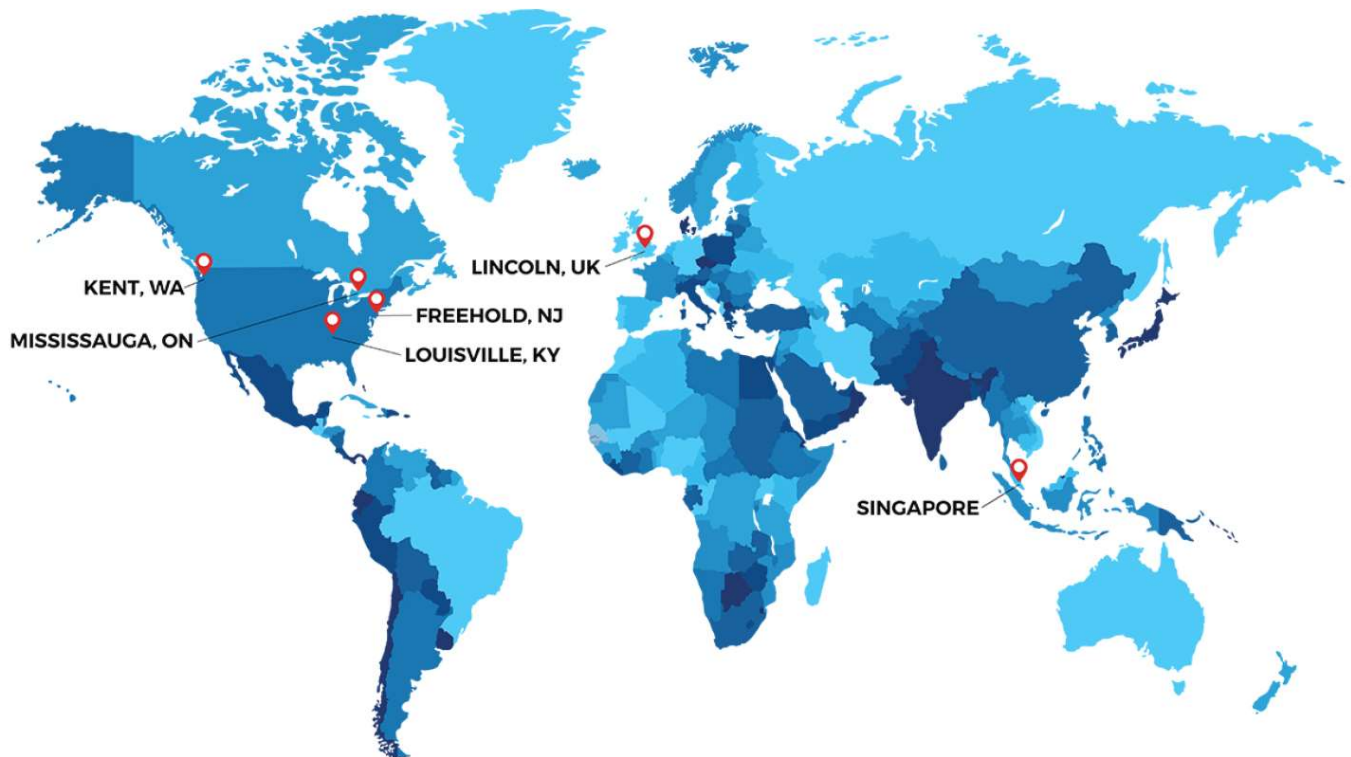 KENT, WA
MISSISSAUGA, ON
FREEHOLD, NJ
LOUISVILLE, KY
LINCOLN, UK
SINGAPORE